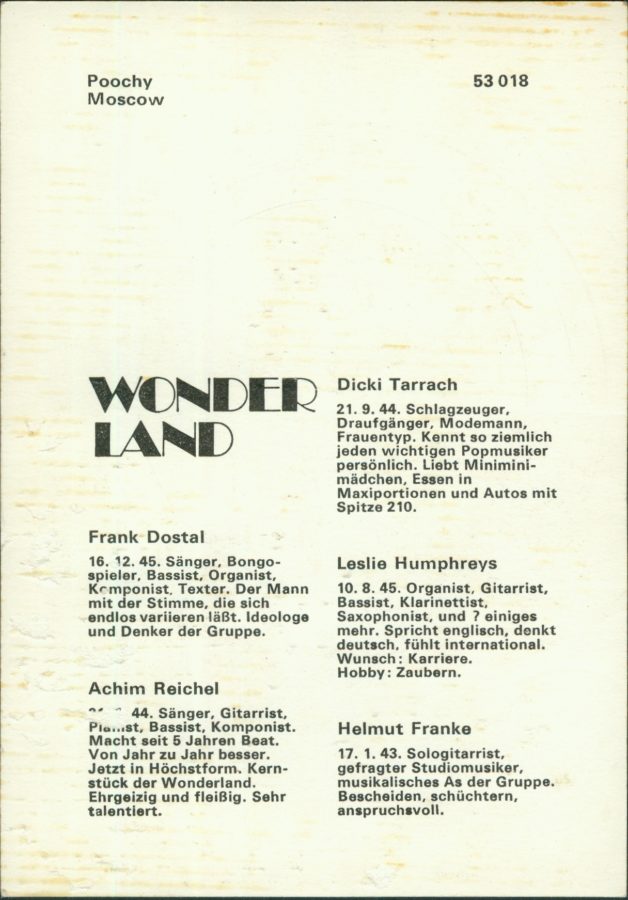 Poochy
Moscow
53 018
WONDER
LAND
Frank Dostal
16. 12. 45. Sänger, Bongo-
spieler, Bassist, Organist,
Komponist, Texter. Der Mann
mit der Stimme, die sich
endlos variieren läßt. Ideologe
und Denker der Gruppe.
Achim Reichel
44. Sänger, Gitarrist,
Pianist, Bassist, Komponist.
Macht seit 5 Jahren Beat.
Von Jahr zu Jahr besser.
Jetzt in Höchstform. Kern-
stück der Wonderland.
Ehrgeizig und fleißig. Sehr
talentiert.
Dicki Tarrach
21. 9. 44. Schlagzeuger,
Draufgänger, Modemann,
Frauentyp. Kennt so ziemlich
jeden wichtigen Popmusiker
persönlich. Liebt Minimini-
mädchen, Essen in
Maxiportionen und Autos mit
Spitze 210.
Leslie Humphreys
10. 8. 45. Organist, Gitarrist,
Bassist, Klarinettist,
Saxophonist, und ? einiges
mehr. Spricht englisch, denkt
deutsch, fühlt international.
Wunsch: Karriere.
Hobby: Zaubern.
Helmut Franke
17. 1. 43. Sologitarrist,
gefragter Studiomusiker,
musikalisches As der Gruppe.
Bescheiden, schüchtern,
anspruchsvoll.